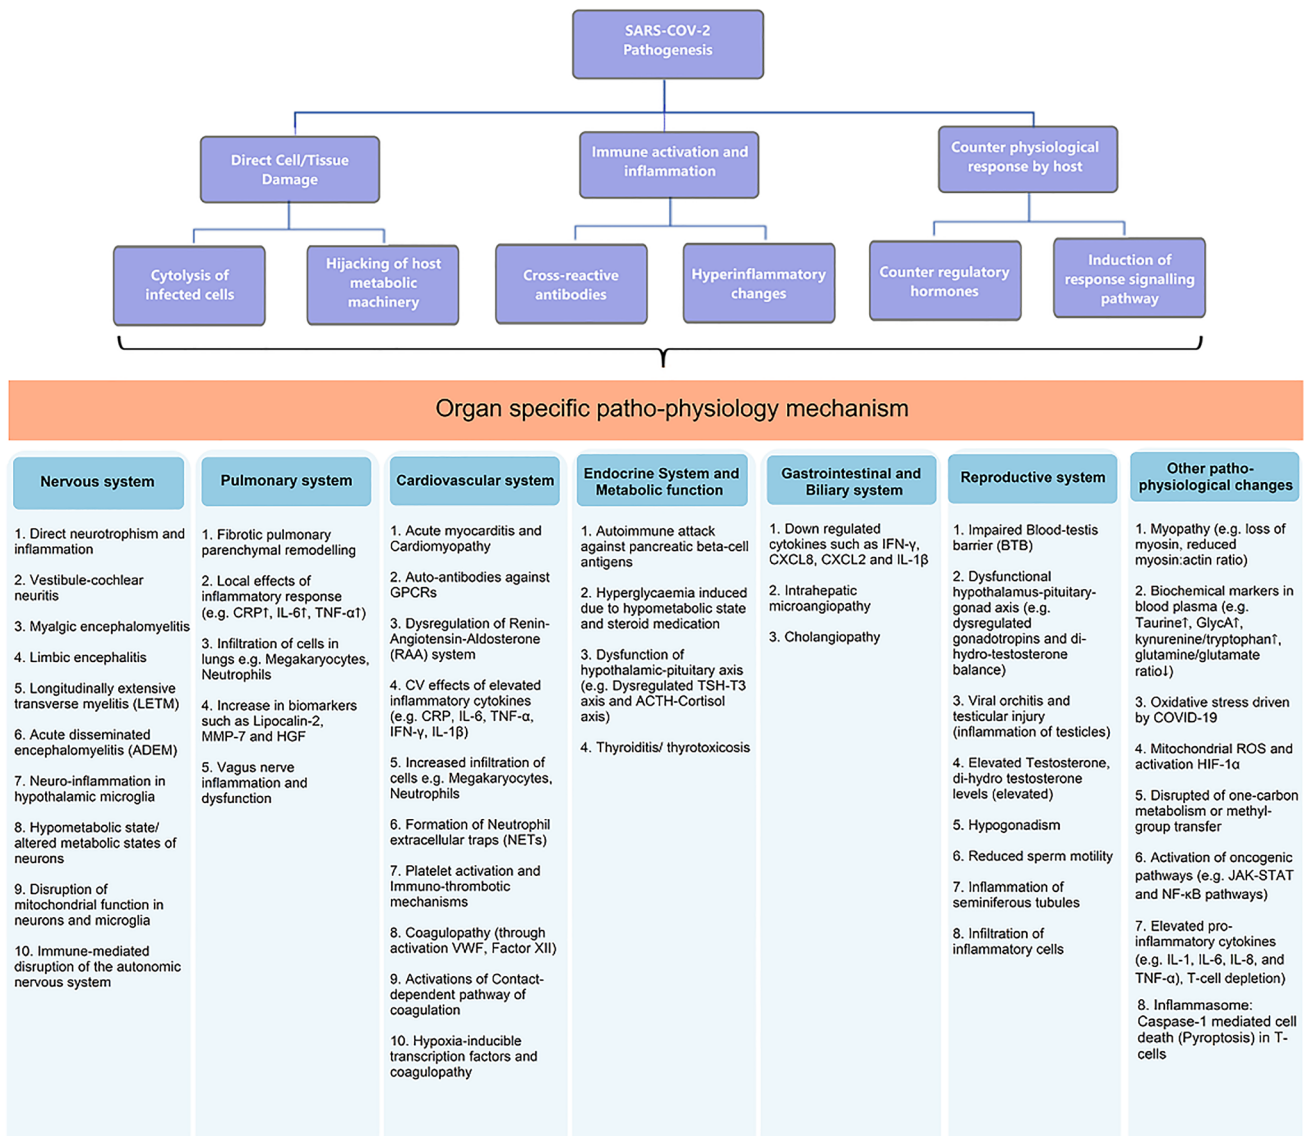 SARS-COV-2
Pathogenesis
Direct Cell/Tissue
Damage
Immune activation and
inflammation
Counter physiological
response by host
Cytolysis of
infected cells
Hijacking of host
metabolic
machinery
Cross-reactive
antibodies
Hyperinflammatory
changes
Counter regulatory
hormones
Induction of
response signalling
pathway
Organ specific patho-physiology mechanism
Nervous system
1. Direct neurotrophism and
inflammation
2. Vestibule-cochlear
neuritis
3. Myalgic encephalomyelitis
4. Limbic encephalitis
5. Longitudinally extensive
transverse myelitis (LETM)
6. Acute disseminated
encephalomyelitis (ADEM)
7. Neuro-inflammation in
hypothalamic microglia
8. Hypometabolic state/
altered metabolic states of
neurons
9. Disruption of
mitochondrial function in
neurons and microglia
10. Immune-mediated
disruption of the autonomic
nervous system
Pulmonary system
1. Fibrotic pulmonary
parenchymal remodelling
2. Local effects of
inflammatory response
(e.g. CRP↑, IL-6↑, TNF-α↑)
3. Infiltration of cells in
lungs e.g. Megakaryocytes,
Neutrophils
4. Increase in biomarkers
such as Lipocalin-2,
MMP-7 and HGF
5. Vagus nerve
inflammation and
dysfunction
Cardiovascular system
1. Acute myocarditis and
Cardiomyopathy
2. Auto-antibodies against
GPCRs
3. Dysregulation of Renin-
Angiotensin-Aldosterone
(RAA) system
4. CV effects of elevated
inflammatory cytokines
(e.g. CRP, IL-6, TNF-α,
IFN-γ, IL-1β)
5. Increased infiltration of
cells e.g. Megakaryocytes,
Neutrophils
6. Formation of Neutrophil
extracellular traps (NETs)
7. Platelet activation and
Immuno-thrombotic
mechanisms
8. Coagulopathy (through
activation VWF, Factor XII)
9. Activations of Contact-
dependent pathway of
coagulation
10. Hypoxia-inducible
transcription factors and
coagulopathy
Endocrine System and
Metabolic function
1. Autoimmune attack
against pancreatic beta-cell
antigens
2. Hyperglycaemia induced
due to hypometabolic state
and steroid medication
3. Dysfunction of
hypothalamic-pituitary axis
(e.g. Dysregulated TSH-T3
axis and ACTH-Cortisol
axis)
4. Thyroiditis/ thyrotoxicosis
Gastrointestinal and
Biliary system
1. Down regulated
cytokines such as IFN-γ,
CXCL8, CXCL2 and IL-1β
2. Intrahepatic
microangiopathy
3. Cholangiopathy
Reproductive system
1. Impaired Blood-testis
barrier (BTB)
2. Dysfunctional
hypothalamus-pituitary-
gonad axis (e.g.
dysregulated
gonadotropins and di-
hydro-testosterone
balance)
3. Viral orchitis and
testicular injury
(inflammation of testicles)
4. Elevated Testosterone,
di-hydro testosterone
levels (elevated)
5. Hypogonadism
6. Reduced sperm motility
7. Inflammation of
seminiferous tubules
8. Infiltration of
inflammatory cells
Other patho-
physiological changes
1. Myopathy (e.g. loss of
myosin, reduced
myosin:actin ratio)
2. Biochemical markers in
blood plasma (e.g.
Taurine↑, GlycA↑,
kynurenine/tryptophan↑,
glutamine/glutamate
ratio↓)
3. Oxidative stress driven
by COVID-19
4. Mitochondrial ROS and
activation HIF-1α
5. Disrupted of one-carbon
metabolism or methyl-
group transfer
6. Activation of oncogenic
pathways (e.g. JAK-STAT
and NF-κB pathways)
7. Elevated pro-
inflammatory cytokines
(e.g. IL-1, IL-6, IL-8, and
TNF-α), T-cell depletion)
8. Inflammasome:
Caspase-1 mediated cell
death (Pyroptosis) in T-
cells